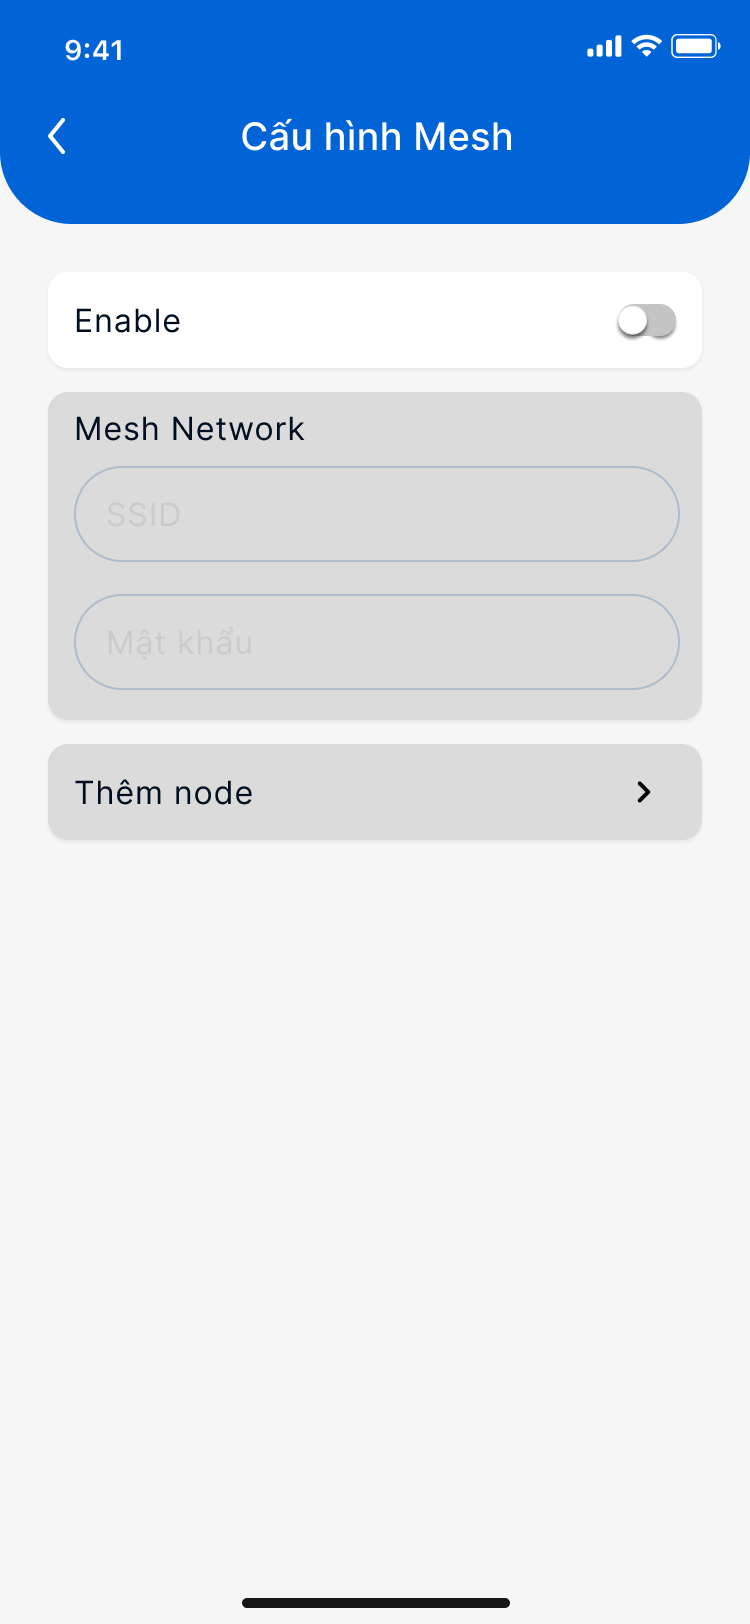 9:41
Cấu hình Mesh
Enable
Mesh Network
SSID
Mật khẩu
Thêm node